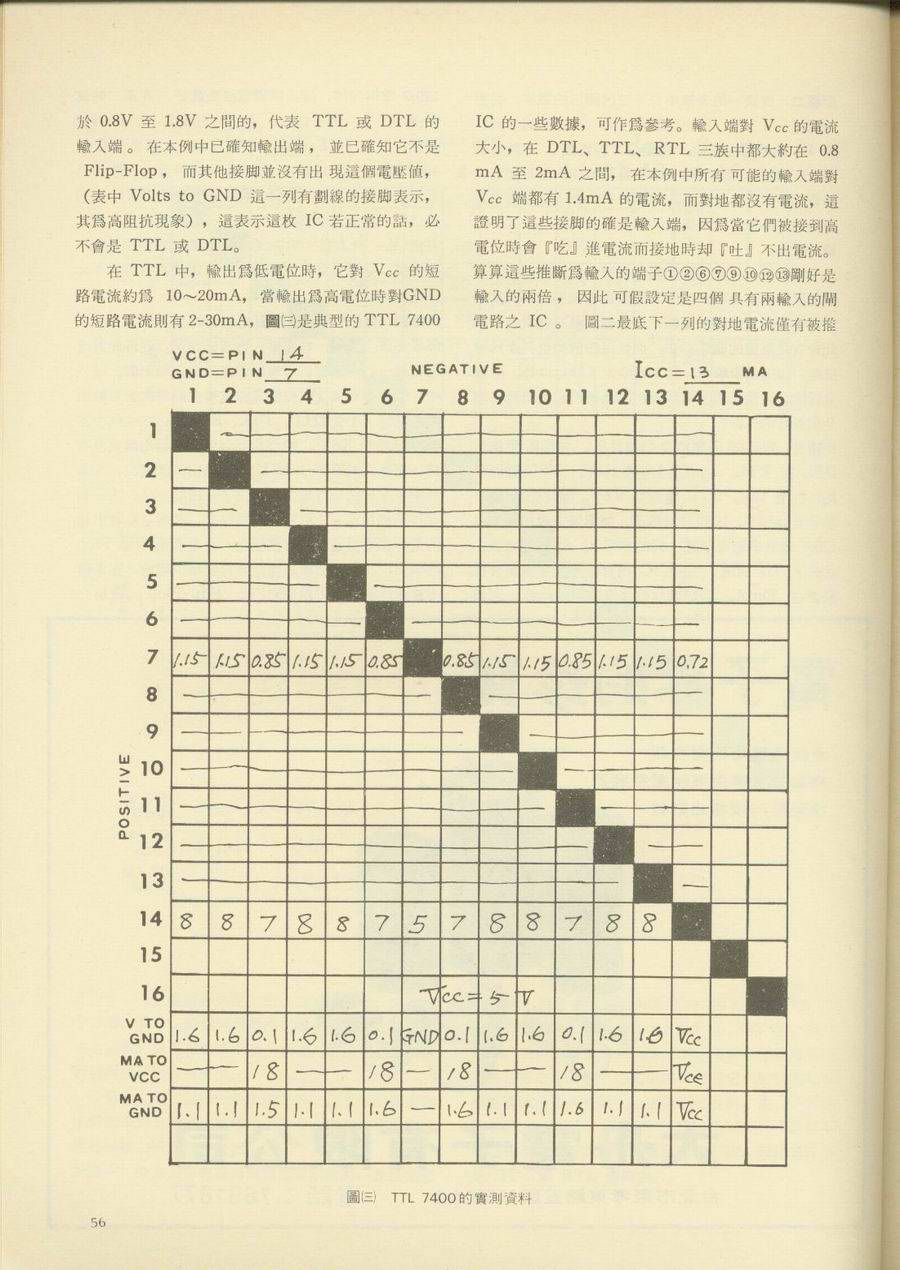 於 0.8V 至 1.8V 之間的，代表 TTL 或 DTL 的
輸入端。在本例中已確知輸出端，並已確知它不是
Flip-Flop，而其他接脚並沒有出現這個電壓値，
（表中 Volts to GND 這一列有劃線的接脚表示，
其爲高阻抗現象），這表示這枚 IC 若正常的話，必
不會是 TTL 或 DTL。
在 TTL 中，輸出爲低電位時，它對 Vcc 的短
路電流約爲 10～20mA，當輸出爲高電位時對GND
的短路電流則有 2-30mA，圖㈢是典型的 TTL 7400
IC 的一些數據，可作爲參考。輸入端對 Vcc 的電流
大小，在 DTL、TTL、RTL 三族中都大約在 0.8
mA 至 2mA 之間，在本例中所有可能的輸入端對
Vcc 端都有 1.4mA 的電流，而對地都沒有電流，這
證明了這些接脚的確是輸入端，因爲當它們被接到高
電位時會『吃』進電流而接地時却『吐』不出電流。
算算這些推斷爲輸入的端子①②⑥⑦⑨⑩⑫⑬剛好是
輸入的兩倍，因此可假設定是四個具有兩輸入的閘
電路之 IC 。 圖二最底下一列的對地電流僅有被推
VCC=PIN 14
GND=PIN 7
NEGATIVE
ICC=13 MA
1 2 3 4 5 6 7 8 9 10 11 12 13 14 15 16
POSITIVE
1
2
3
4
5
6
7 1.15 1.15 0.85 1.15 1.15 0.85 0.85 1.15 1.15 0.85 1.15 1.15 0.72
8
9
10
11
12
13
14 8 8 7 8 8 7 5 7 8 8 7 8 8
15
16 Vcc = 5 V
V TO GND 1.6 1.6 0.1 1.6 1.6 0.1 GND 0.1 1.6 1.6 0.1 1.6 1.6 Vcc
MA TO VCC — 18 — 18 — 18 — 18 — Vcc
MA TO GND 1.1 1.1 1.5 1.1 1.1 1.6 — 1.6 1.1 1.1 1.6 1.1 1.1 Vcc
圖㈢ TTL 7400的實測資料
56